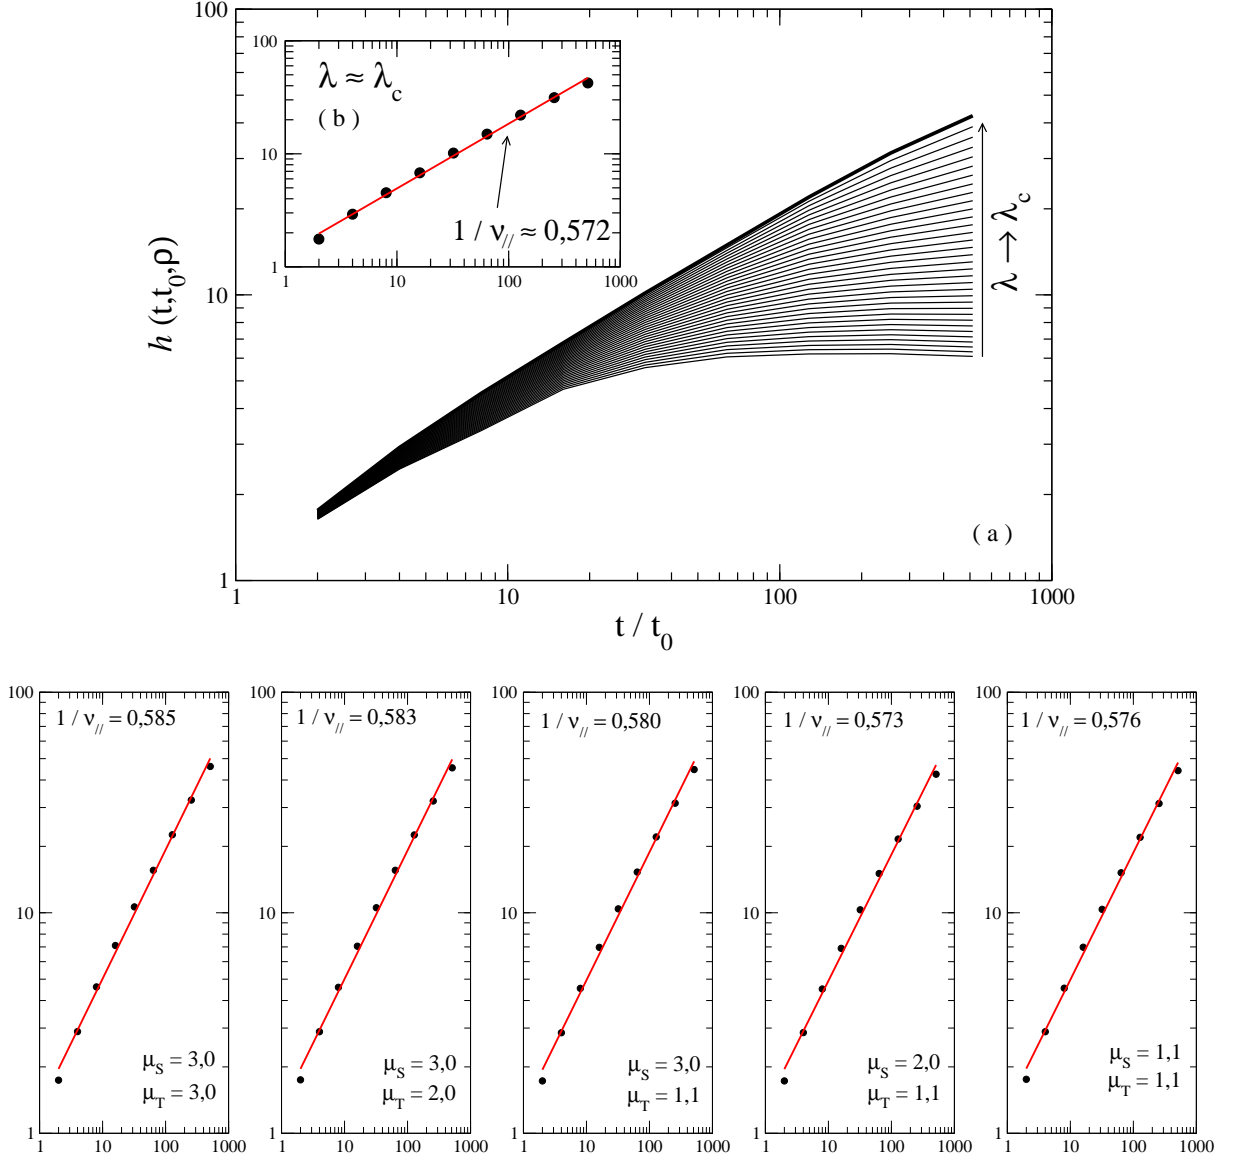 100
10
1
h (t,t0,ρ)
1 10 100 1000
t / t0
( a )
λ → λc
100
10
1
λ ≈ λc
( b )
1 / ν// ≈ 0,572
1 10 100 1000
100
10
1
1 / ν// = 0,585
μS = 3,0
μT = 3,0
1 10 100 1000
100
10
1
1 / ν// = 0,583
μS = 3,0
μT = 2,0
1 10 100 1000
100
10
1
1 / ν// = 0,580
μS = 3,0
μT = 1,1
1 10 100 1000
100
10
1
1 / ν// = 0,573
μS = 2,0
μT = 1,1
1 10 100 1000
100
10
1
1 / ν// = 0,576
μS = 1,1
μT = 1,1
1 10 100 1000